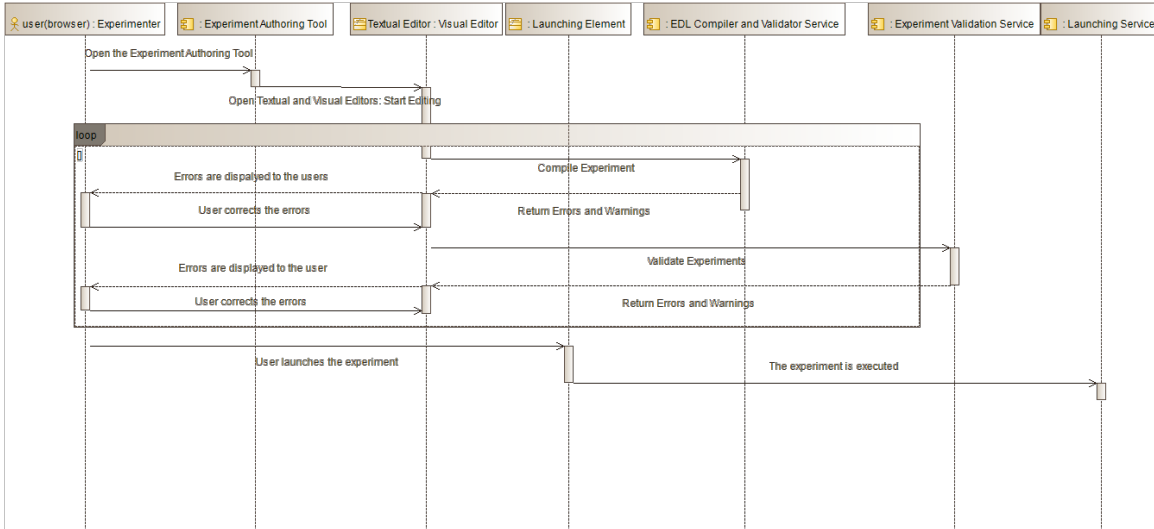 user(browser) : Experimenter
: Experiment Authoring Tool
Textual Editor : Visual Editor
: Launching Element
: EDL Compiler and Validator Service
: Experiment Validation Service
: Launching Service
Open the Experiment Authoring Tool
Open Textual and Visual Editors: Start Editing
loop
[]
Compile Experiment
Errors are dispalyed to the users
Return Errors and Warnings
User corrects the errors
Validate Experiments
Errors are displayed to the user
Return Errors and Warnings
User corrects the errors
User launches the experiment
The experiment is executed